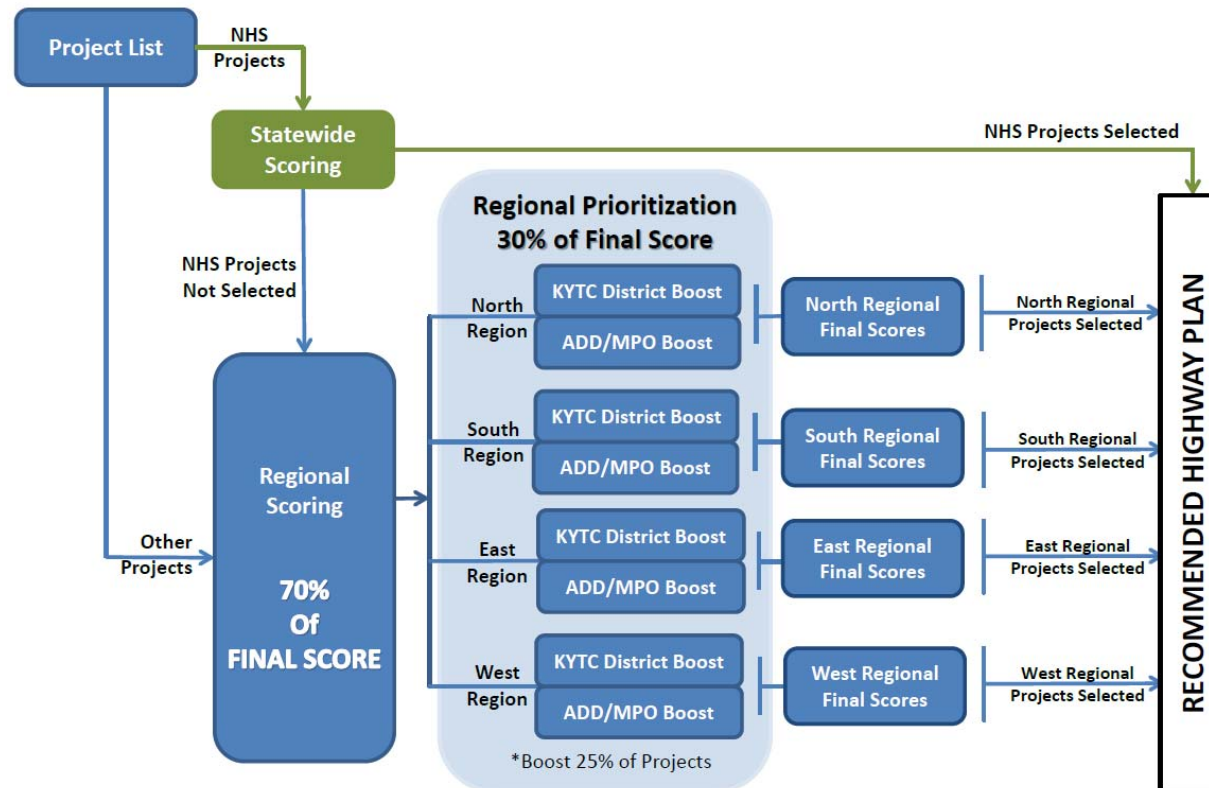 Project List
NHS
Projects
Statewide
Scoring
NHS Projects Selected
NHS Projects
Not Selected
Other
Projects
Regional
Scoring
70%
Of
FINAL SCORE
Regional Prioritization
30% of Final Score
North
Region
KYTC District Boost
ADD/MPO Boost
North Regional
Final Scores
North Regional
Projects Selected
South
Region
KYTC District Boost
ADD/MPO Boost
South Regional
Final Scores
South Regional
Projects Selected
East
Region
KYTC District Boost
ADD/MPO Boost
East Regional
Final Scores
East Regional
Projects Selected
West
Region
KYTC District Boost
ADD/MPO Boost
West Regional
Final Scores
West Regional
Projects Selected
*Boost 25% of Projects
RECOMMENDED HIGHWAY PLAN